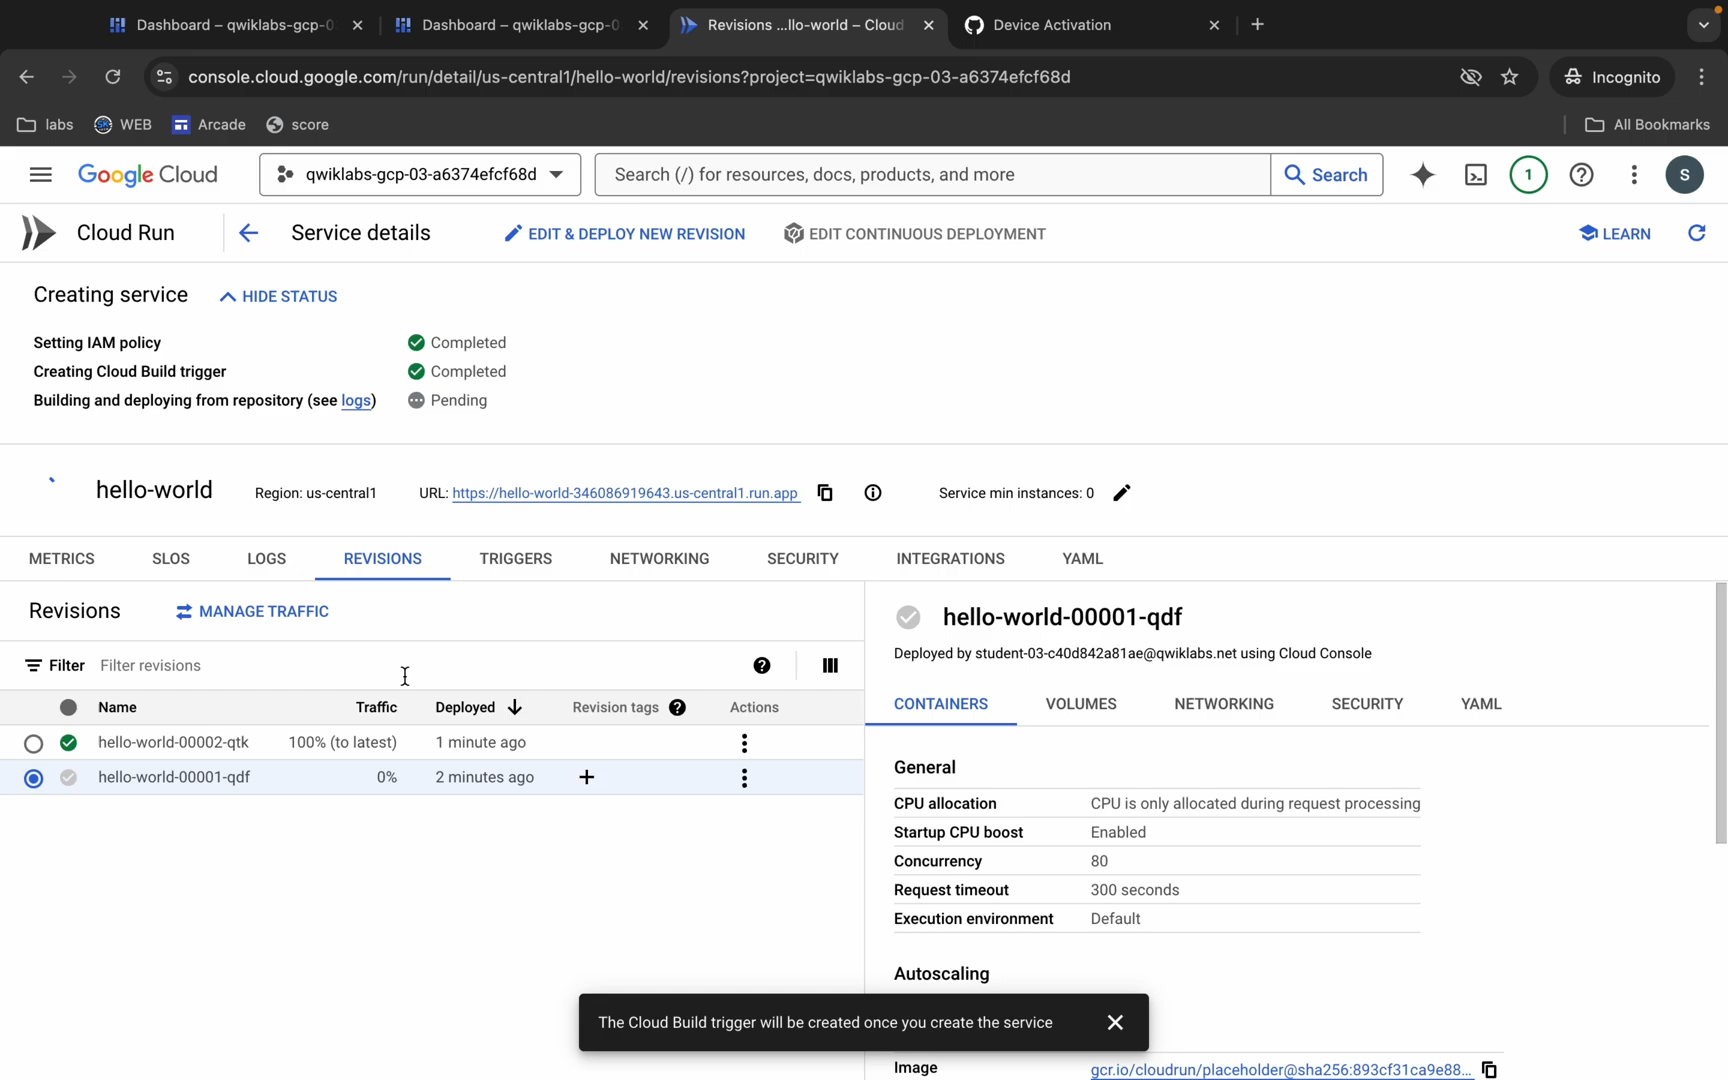 Dashboard – qwiklabs-gcp-0
Dashboard – qwiklabs-gcp-0
Revisions ...llo-world – Cloud
Device Activation
console.cloud.google.com/run/detail/us-central1/hello-world/revisions?project=qwiklabs-gcp-03-a6374efcf68d
Incognito
labs
WEB
Arcade
score
All Bookmarks
Google Cloud
qwiklabs-gcp-03-a6374efcf68d
Search (/) for resources, docs, products, and more
Search
1
S
Cloud Run
Service details
EDIT & DEPLOY NEW REVISION
EDIT CONTINUOUS DEPLOYMENT
LEARN
Creating service
HIDE STATUS
Setting IAM policy Completed
Creating Cloud Build trigger Completed
Building and deploying from repository (see logs) Pending
hello-world
Region: us-central1
URL: https://hello-world-346086919643.us-central1.run.app
Service min instances: 0
METRICS
SLOS
LOGS
REVISIONS
TRIGGERS
NETWORKING
SECURITY
INTEGRATIONS
YAML
Revisions
MANAGE TRAFFIC
Filter Filter revisions
Name Traffic Deployed Revision tags Actions
hello-world-00002-qtk 100% (to latest) 1 minute ago
hello-world-00001-qdf 0% 2 minutes ago
hello-world-00001-qdf
Deployed by student-03-c40d842a81ae@qwiklabs.net using Cloud Console
CONTAINERS
VOLUMES
NETWORKING
SECURITY
YAML
General
CPU allocation CPU is only allocated during request processing
Startup CPU boost Enabled
Concurrency 80
Request timeout 300 seconds
Execution environment Default
Autoscaling
The Cloud Build trigger will be created once you create the service
Image gcr.io/cloudrun/placeholder@sha256:893cf31ca9e88...